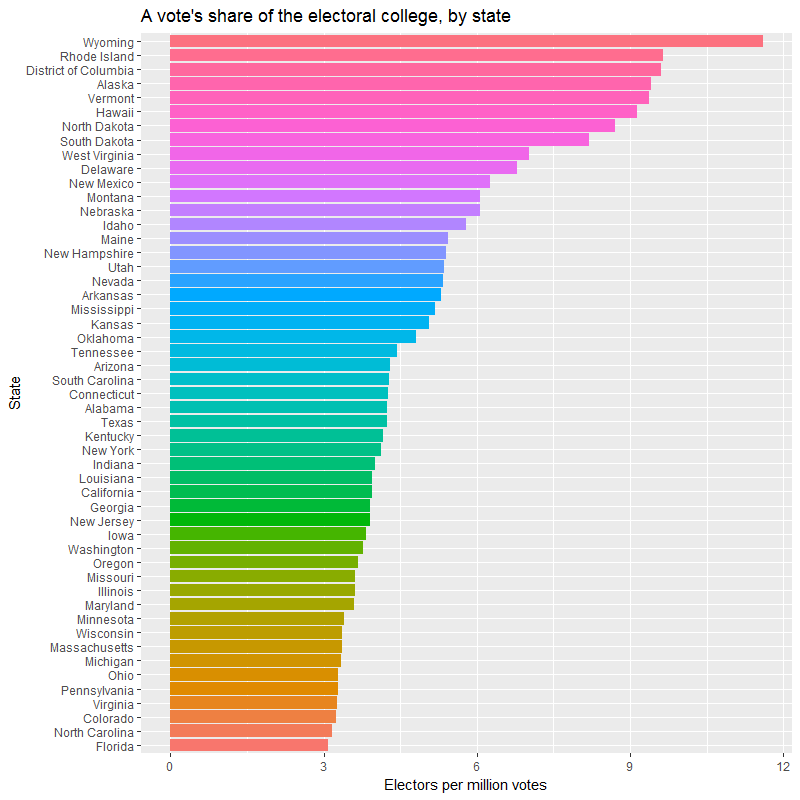 A vote's share of the electoral college, by state
Wyoming
Rhode Island
District of Columbia
Alaska
Vermont
Hawaii
North Dakota
South Dakota
West Virginia
Delaware
New Mexico
Montana
Nebraska
Idaho
Maine
New Hampshire
Utah
Nevada
Arkansas
Mississippi
Kansas
Oklahoma
Tennessee
Arizona
South Carolina
Connecticut
Alabama
Texas
Kentucky
New York
Indiana
Louisiana
California
Georgia
New Jersey
Iowa
Washington
Oregon
Missouri
Illinois
Maryland
Minnesota
Wisconsin
Massachusetts
Michigan
Ohio
Pennsylvania
Virginia
Colorado
North Carolina
Florida
State
0 3 6 9 12
Electors per million votes